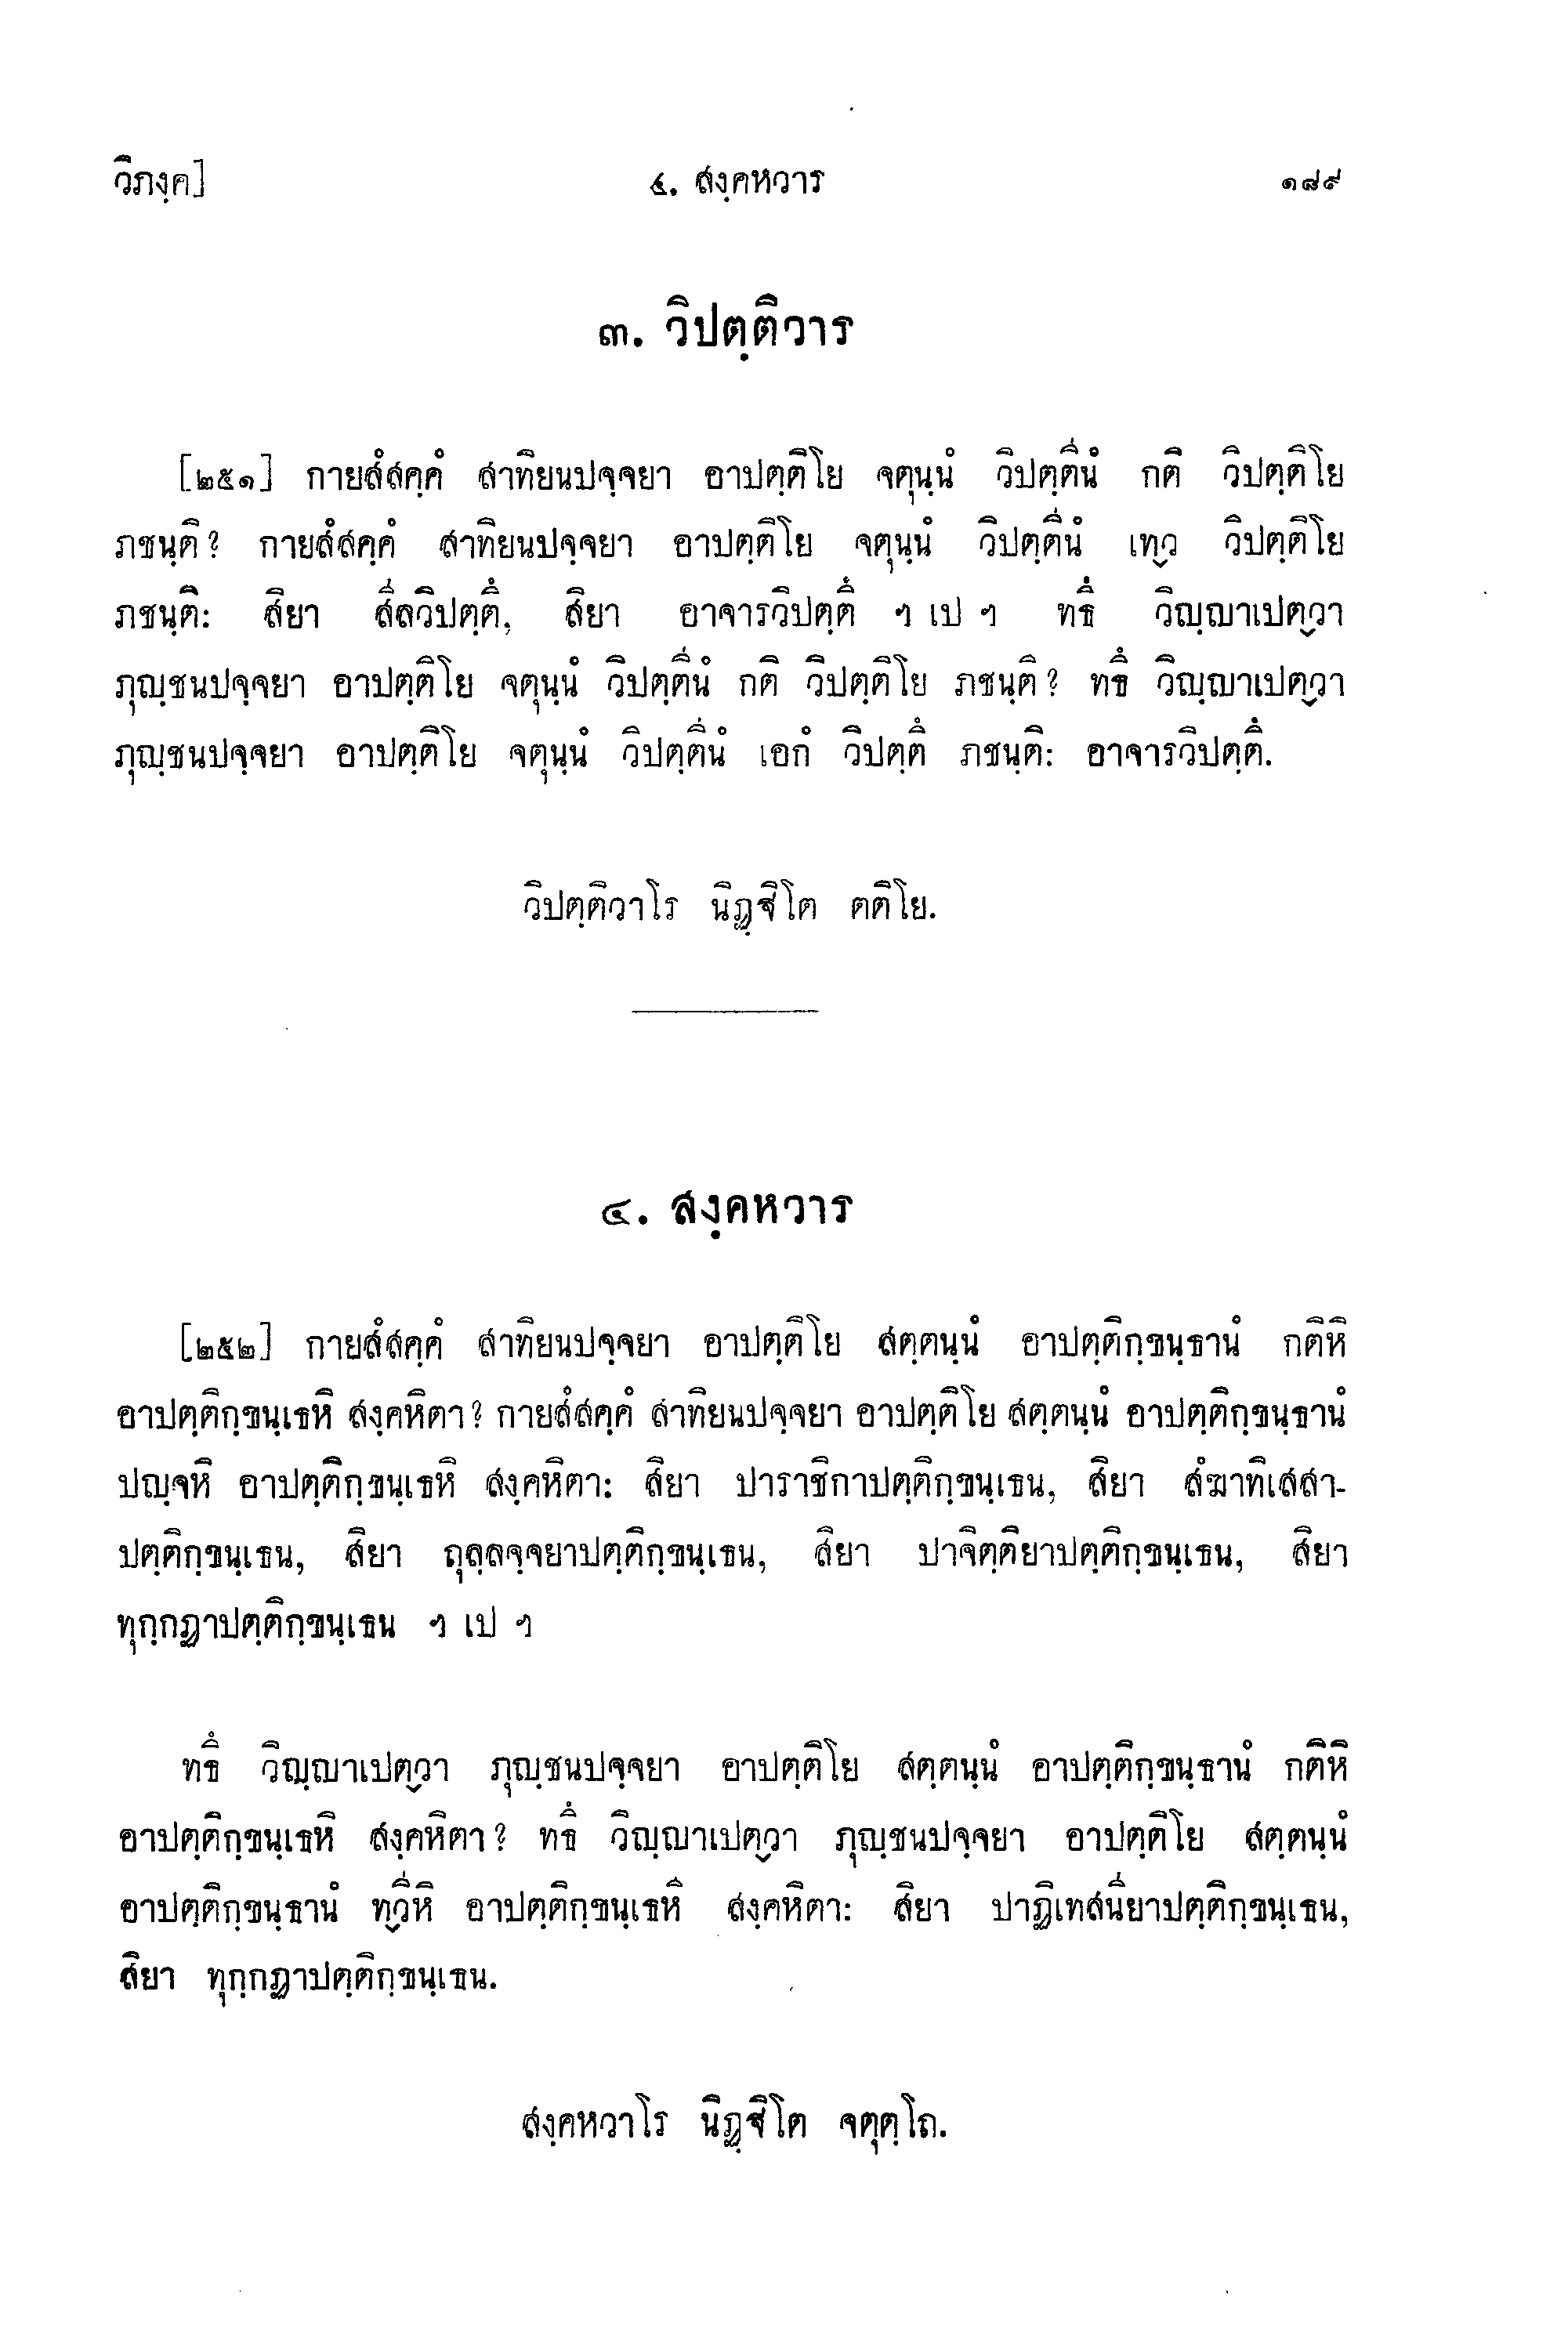 วิภงฺค] ๔. สงฺคหวาร ๑๘๙
๓. วิปตฺติวาร
[๒๕๑] กายสํสคฺคํ สาทิยนปจฺจยา อาปตฺติโย จตุนฺนํ วิปตฺตีนํ กติ วิปตฺติโย
ภชนฺติ? กายสํสคฺคํ สาทิยนปจฺจยา อาปตฺติโย จตุนฺนํ วิปตฺตีนํ เทฺว วิปตฺติโย
ภชนฺติ: สิยา สีลวิปตฺตึ, สิยา อาจารวิปตฺตึ ฯ เป ฯ ทธึ วิญฺญาเปตฺวา
ภุญฺชนปจฺจยา อาปตฺติโย จตุนฺนํ วิปตฺตีนํ กติ วิปตฺติโย ภชนฺติ? ทธึ วิญฺญาเปตฺวา
ภุญฺชนปจฺจยา อาปตฺติโย จตุนฺนํ วิปตฺตีนํ เอกํ วิปตฺตึ ภชนฺติ: อาจารวิปตฺตึ.
วิปตฺติวาโร นิฏฺฐิโต ตติโย.
๔. สงฺคหวาร
[๒๕๒] กายสํสคฺคํ สาทิยนปจฺจยา อาปตฺติโย สตฺตนฺนํ อาปตฺติกฺขนฺธานํ กติหิ
อาปตฺติกฺขนฺเธหิ สงฺคหิตา? กายสํสคฺคํ สาทิยนปจฺจยา อาปตฺติโย สตฺตนฺนํ อาปตฺติกฺขนฺธานํ
ปญฺจหิ อาปตฺติกฺขนฺเธหิ สงฺคหิตา: สิยา ปาราชิกาปตฺติกฺขนฺเธน, สิยา สํฆาทิเสสา-
ปตฺติกฺขนฺเธน, สิยา ถุลฺลจฺจยาปตฺติกฺขนฺเธน, สิยา ปาจิตฺติยาปตฺติกฺขนฺเธน, สิยา
ทุกฺกฏาปตฺติกฺขนฺเธน ฯ เป ฯ
ทธึ วิญฺญาเปตฺวา ภุญฺชนปจฺจยา อาปตฺติโย สตฺตนฺนํ อาปตฺติกฺขนฺธานํ กติหิ
อาปตฺติกฺขนฺเธหิ สงฺคหิตา? ทธึ วิญฺญาเปตฺวา ภุญฺชนปจฺจยา อาปตฺติโย สตฺตนฺนํ
อาปตฺติกฺขนฺธานํ ทฺวีหิ อาปตฺติกฺขนฺเธหิ สงฺคหิตา: สิยา ปาฏิเทสนียาปตฺติกฺขนฺเธน,
สิยา ทุกฺกฏาปตฺติกฺขนฺเธน.
สงฺคหวาโร นิฏฺฐิโต จตุตฺโถ.